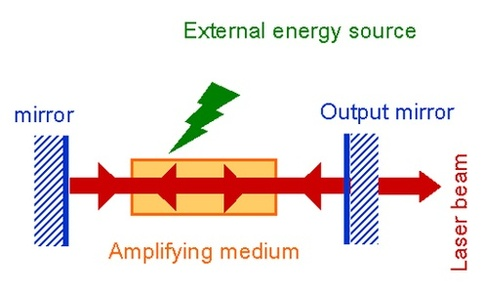 External energy source
mirror
Output mirror
Amplifying medium
Laser beam